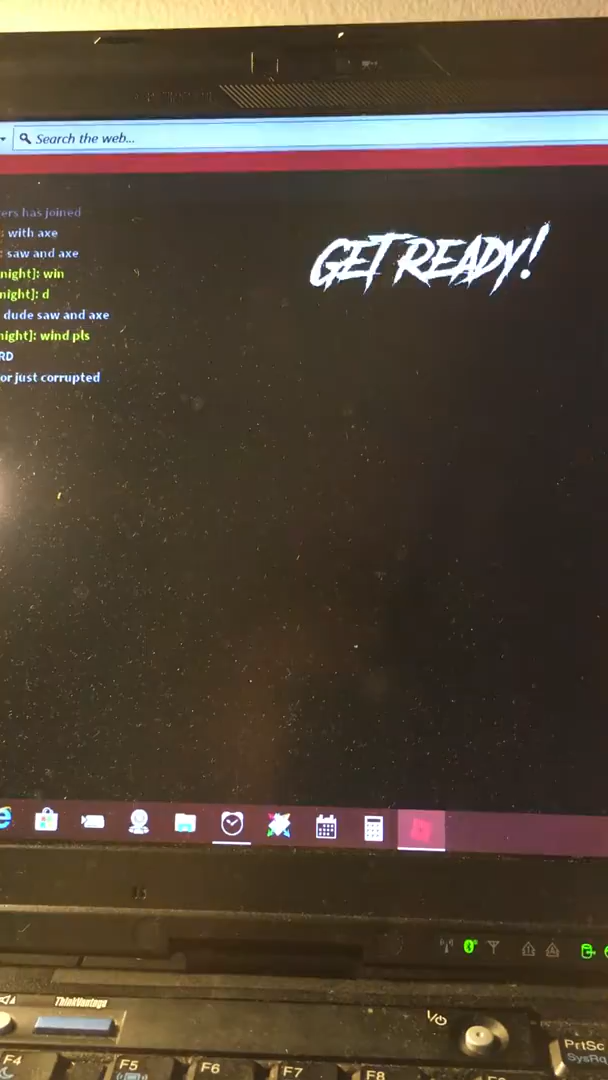 Search the web...
ers has joined
: with axe
: saw and axe
night]: win
night]: d
dude saw and axe
night]: wind pls
RD
or just corrupted
GET READY!
ThinkVantage
PrtSc
SysRq
F4
F5
F6
F7
F8